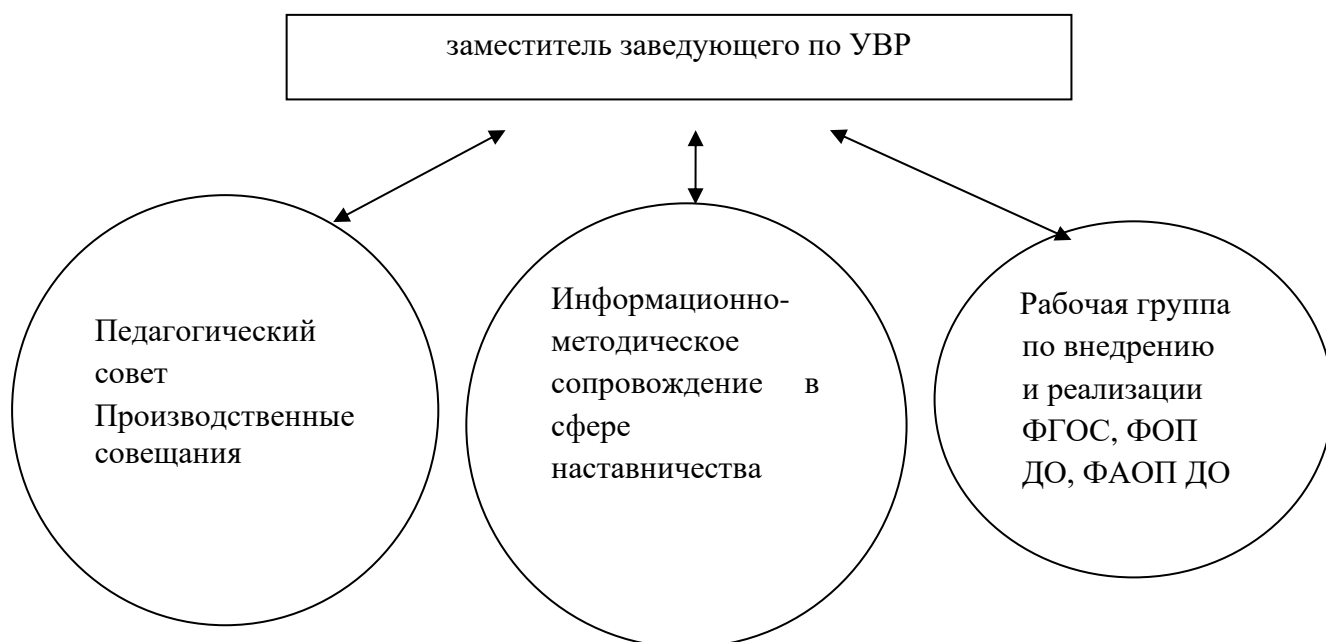 заместитель заведующего по УВР
Педагогический
совет
Производственные
совещания
Информационно-
методическое
сопровождение в
сфере
наставничества
Рабочая группа
по внедрению
и реализации
ФГОС, ФОП
ДО, ФАОП ДО